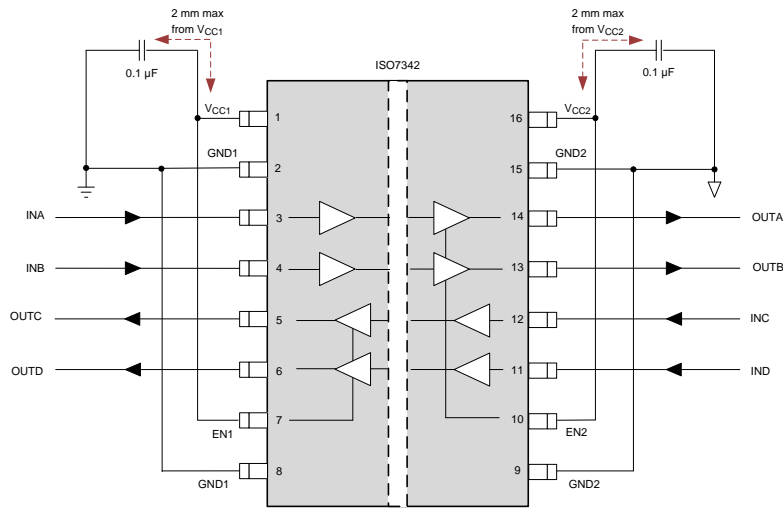 2 mm max
from VCC1
2 mm max
from VCC2
0.1 µF
ISO7342
0.1 µF
VCC1
1
16
VCC2
GND1
2
15
GND2
INA
3
14
OUTA
INB
4
13
OUTB
OUTC
5
12
INC
OUTD
6
11
IND
EN1
7
10
EN2
GND1
8
9
GND2